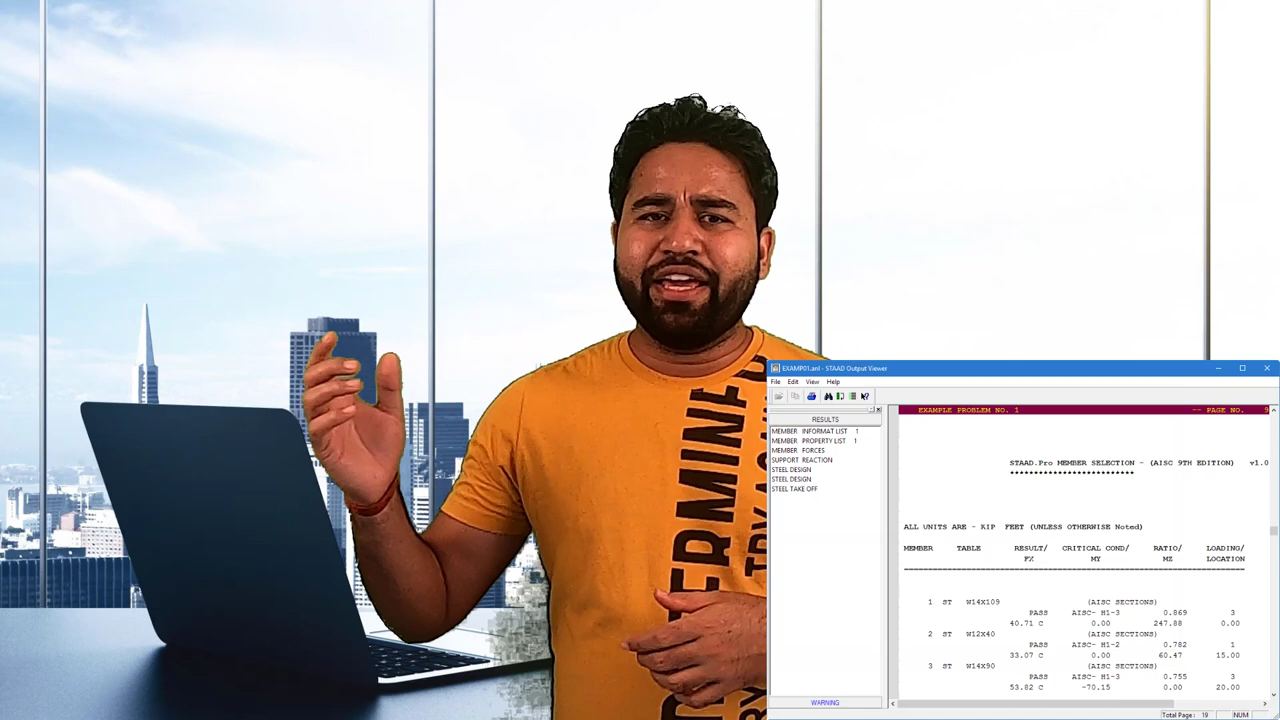 EXAMP01.anl - STAAD Output Viewer
File Edit View Help
RESULTS
MEMBER INFORMAT LIST 1
MEMBER PROPERTY LIST 1
MEMBER FORCES
SUPPORT REACTION
STEEL DESIGN
STEEL DESIGN
STEEL TAKE OFF
WARNING
EXAMPLE PROBLEM NO. 1 -- PAGE NO. 9
STAAD.Pro MEMBER SELECTION - (AISC 9TH EDITION) v1.0
**************************
ALL UNITS ARE - KIP FEET (UNLESS OTHERWISE Noted)
MEMBER TABLE RESULT/ CRITICAL COND/ RATIO/ LOADING/
FX MY MZ LOCATION
1 ST W14X109 (AISC SECTIONS)
PASS AISC- H1-3 0.869 3
40.71 C 0.00 247.88 0.00
2 ST W12X40 (AISC SECTIONS)
PASS AISC- H1-2 0.782 1
33.07 C 0.00 60.47 15.00
3 ST W14X90 (AISC SECTIONS)
PASS AISC- H1-3 0.755 3
53.82 C -70.15 0.00 20.00
Total Page: 19 NUM